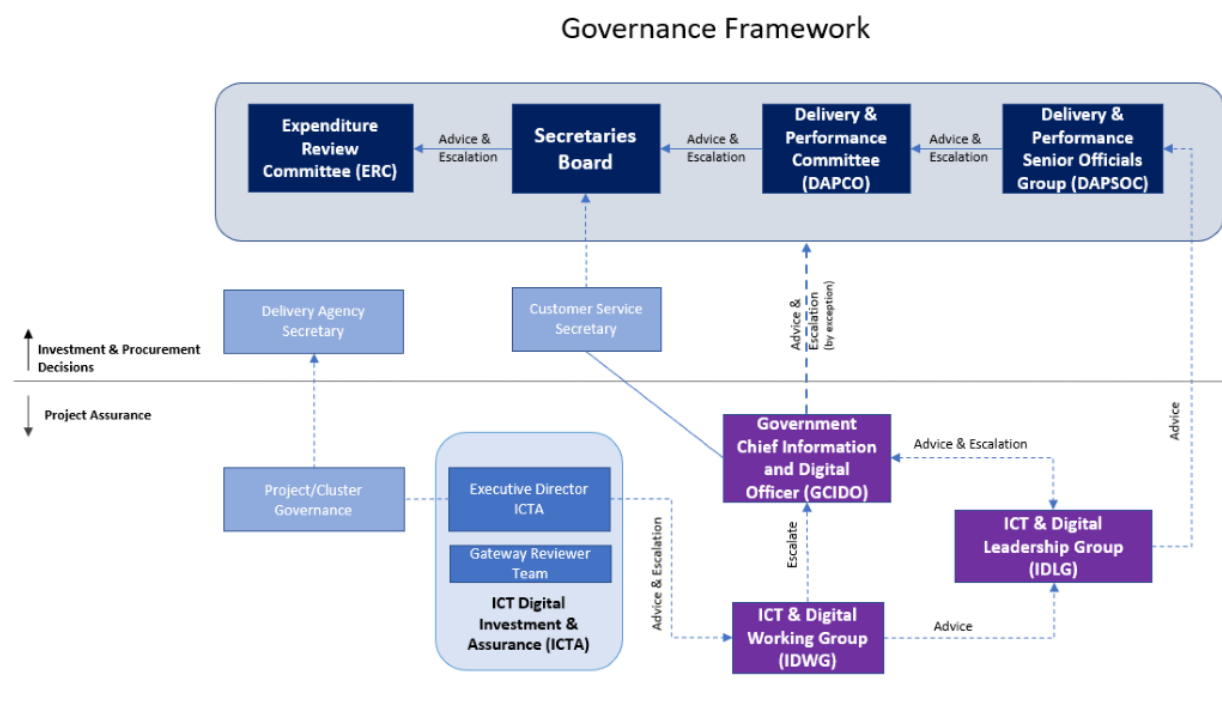 Governance Framework
Expenditure
Review
Committee (ERC)
Advice &
Escalation
Secretaries
Board
Advice &
Escalation
Delivery &
Performance
Committee
(DAPCO)
Advice &
Escalation
Delivery &
Performance
Senior Officials
Group (DAPSOC)
Delivery Agency
Secretary
Customer Service
Secretary
Advice &
Escalation
(by exception)
Investment & Procurement
Decisions
Project Assurance
Advice
Government
Chief Information
and Digital
Officer (GCIDO)
Advice & Escalation
Project/Cluster
Governance
Executive Director
ICTA
Gateway Reviewer
Team
ICT Digital
Investment &
Assurance (ICTA)
Advice & Escalation
Escalate
ICT & Digital
Leadership Group
(IDLG)
ICT & Digital
Working Group
(IDWG)
Advice